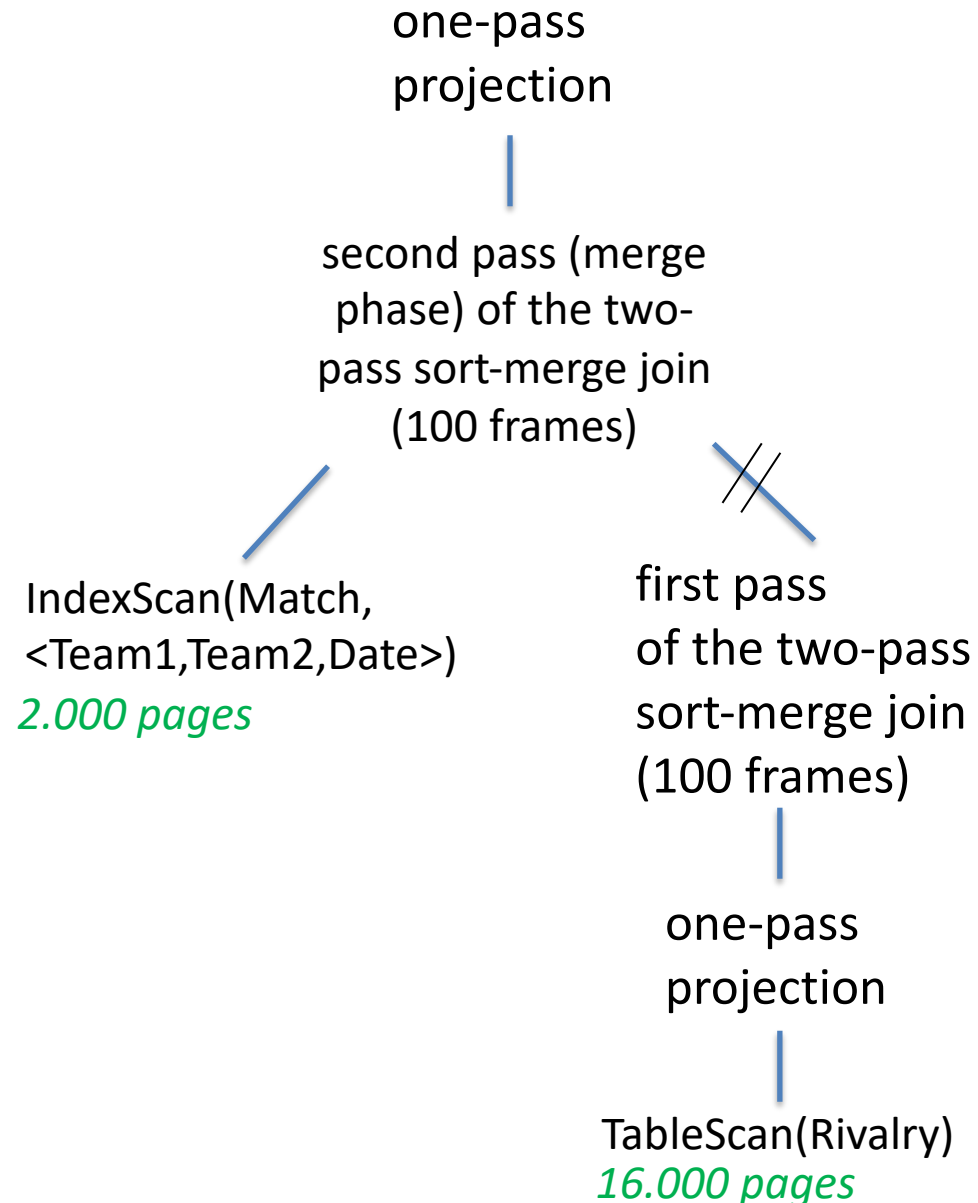 one-pass
projection
second pass (merge
phase) of the two-
pass sort-merge join
(100 frames)
IndexScan(Match,
<Team1,Team2,Date>)
2.000 pages
first pass
of the two-pass
sort-merge join
(100 frames)
one-pass
projection
TableScan(Rivalry)
16.000 pages